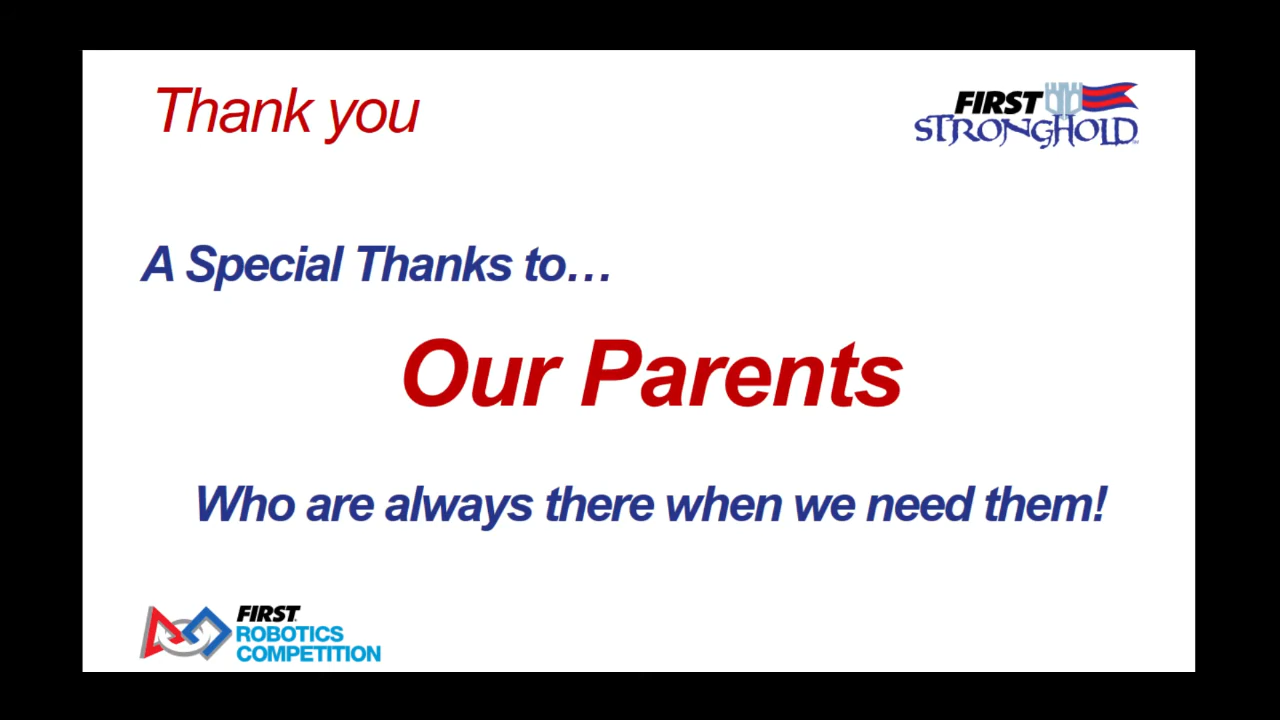 Thank you
FIRST
STRONGHOLD
A Special Thanks to…
Our Parents
Who are always there when we need them!
FIRST
ROBOTICS
COMPETITION